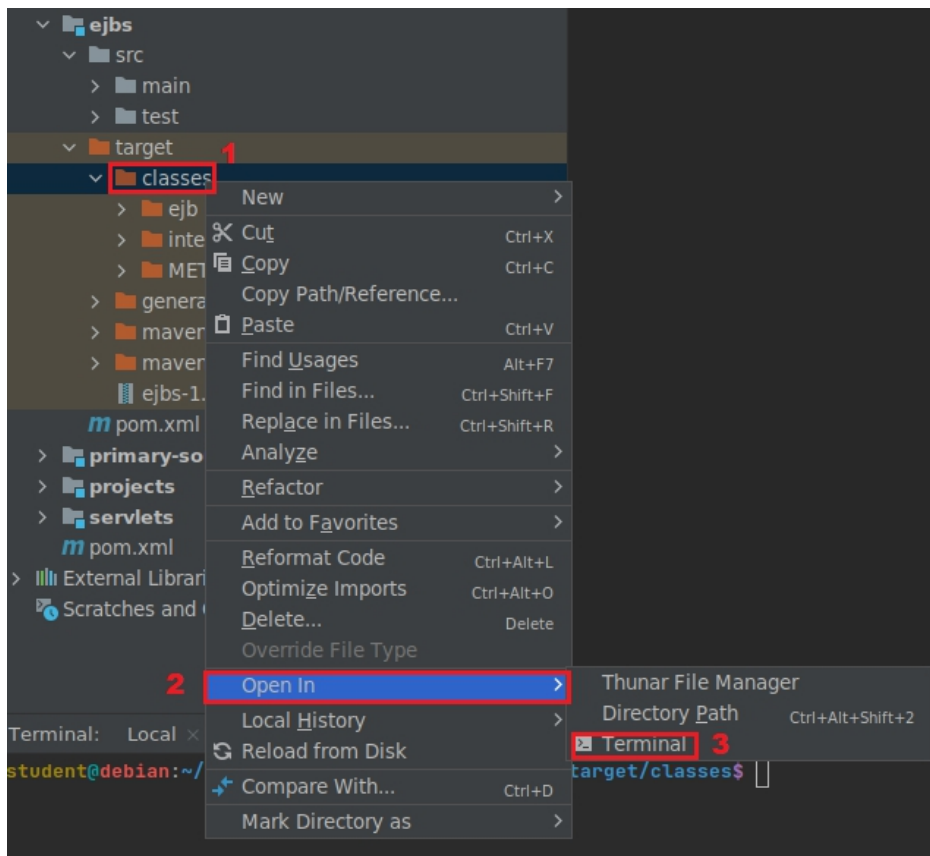 ejbs
src
main
test
target
1
classes
New
ejb
Cut Ctrl+X
inte
Copy Ctrl+C
MET
Copy Path/Reference...
genera
Paste Ctrl+V
maven
Find Usages Alt+F7
maven
Find in Files... Ctrl+Shift+F
ejbs-1.
Replace in Files... Ctrl+Shift+R
m pom.xml
Analyze
primary-so
Refactor
projects
Add to Favorites
servlets
m pom.xml
Reformat Code Ctrl+Alt+L
External Librari
Optimize Imports Ctrl+Alt+O
Scratches and
Delete... Delete
Override File Type
2
Open In
Thunar File Manager
Directory Path Ctrl+Alt+Shift+2
Terminal 3
Local History
Terminal: Local ×
Reload from Disk
student@debian:~/ target/classes$
Compare With... Ctrl+D
Mark Directory as